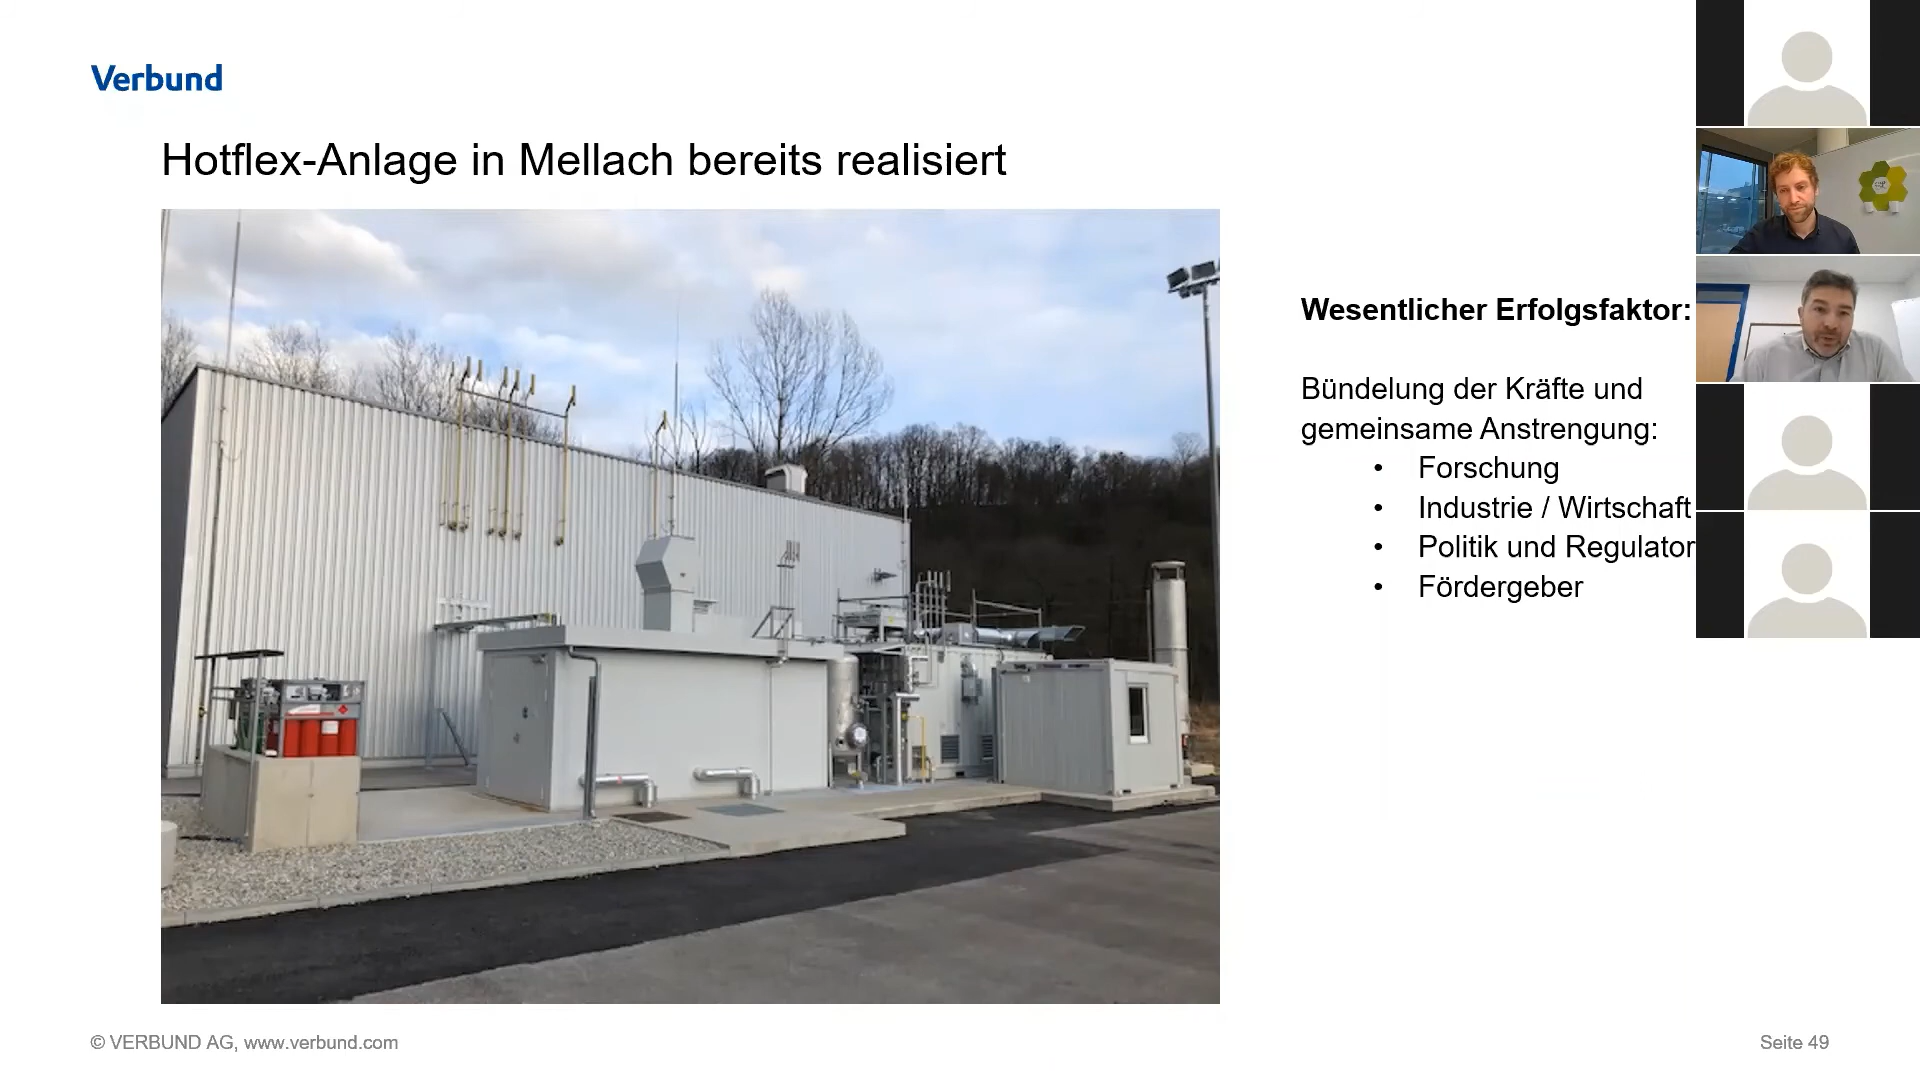 Verbund
Hotflex-Anlage in Mellach bereits realisiert
Wesentlicher Erfolgsfaktor:
Bündelung der Kräfte und
gemeinsame Anstrengung:
• Forschung
• Industrie / Wirtschaft
• Politik und Regulator
• Fördergeber
© VERBUND AG, www.verbund.com
Seite 49